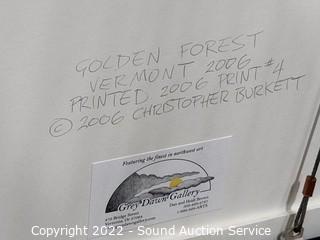 GOLDEN FOREST
VERMONT 2006
PRINTED 2006 PRINT #4
© 2006 CHRISTOPHER BURKETT
Featuring the finest in northwest art
Grey Dawn Gallery
Copyright 2022 - Sound Auction Service